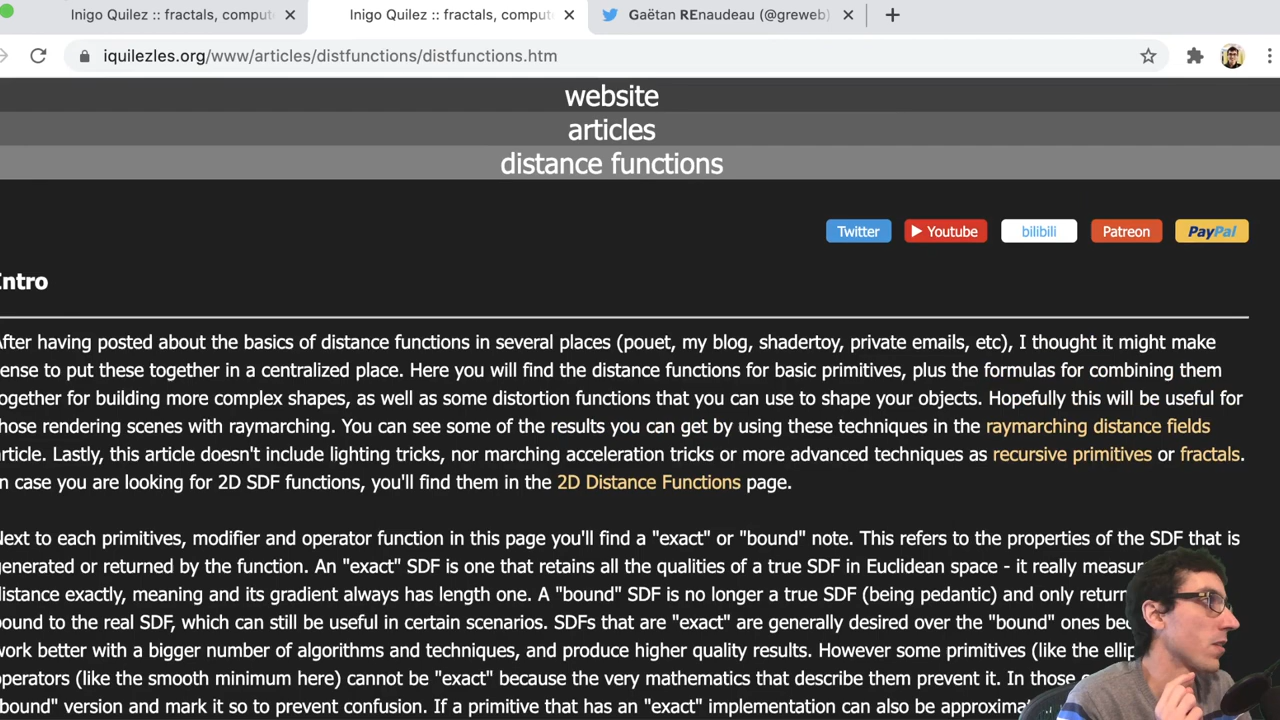 Inigo Quilez :: fractals, comput
Inigo Quilez :: fractals, compute
Gaëtan REnaudeau (@greweb)
iquilezles.org/www/articles/distfunctions/distfunctions.htm
website
articles
distance functions
Twitter
Youtube
bilibili
Patreon
PayPal
Intro
After having posted about the basics of distance functions in several places (pouet, my blog, shadertoy, private emails, etc), I thought it might make
ense to put these together in a centralized place. Here you will find the distance functions for basic primitives, plus the formulas for combining them
ogether for building more complex shapes, as well as some distortion functions that you can use to shape your objects. Hopefully this will be useful for
hose rendering scenes with raymarching. You can see some of the results you can get by using these techniques in the raymarching distance fields
article. Lastly, this article doesn't include lighting tricks, nor marching acceleration tricks or more advanced techniques as recursive primitives or fractals.
n case you are looking for 2D SDF functions, you'll find them in the 2D Distance Functions page.
Next to each primitives, modifier and operator function in this page you'll find a "exact" or "bound" note. This refers to the properties of the SDF that is
generated or returned by the function. An "exact" SDF is one that retains all the qualities of a true SDF in Euclidean space - it really measur
distance exactly, meaning and its gradient always has length one. A "bound" SDF is no longer a true SDF (being pedantic) and only return
bound to the real SDF, which can still be useful in certain scenarios. SDFs that are "exact" are generally desired over the "bound" ones bec
work better with a bigger number of algorithms and techniques, and produce higher quality results. However some primitives (like the ellip
operators (like the smooth minimum here) cannot be "exact" because the very mathematics that describe them prevent it. In those c
"bound" version and mark it so to prevent confusion. If a primitive that has an "exact" implementation can also be approximat